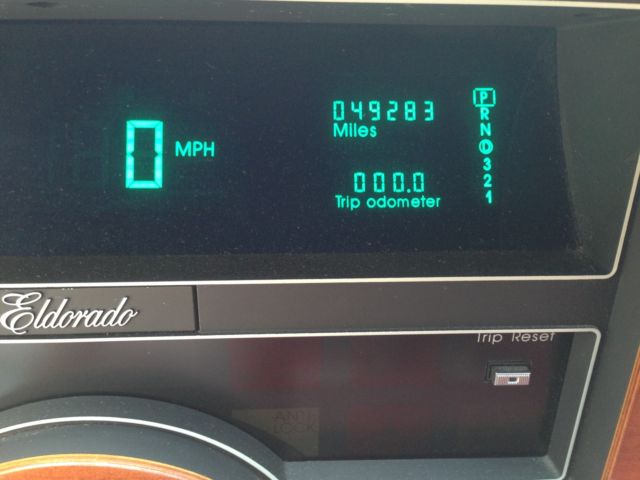 0 MPH
049283
Miles
000.0
Trip odometer
P
R
N
D
3
2
1
Eldorado
Trip Reset
ANTI
LOCK